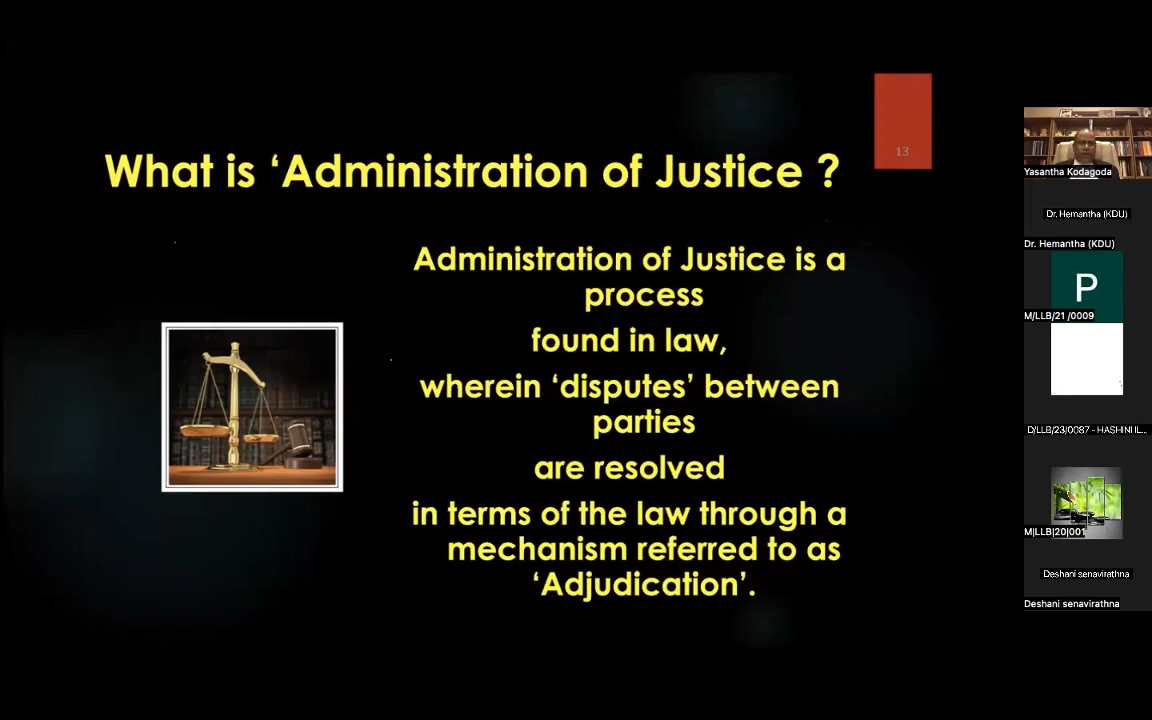 13
What is ‘Administration of Justice ?
Administration of Justice is a
process
found in law,
wherein ‘disputes’ between
parties
are resolved
in terms of the law through a
mechanism referred to as
‘Adjudication’.
Yasantha Kodagoda
Dr. Hemantha (KDU)
Dr. Hemantha (KDU)
P
M/LLB/21 /0009
D/LLB/23/0087 - HASHINI IL...
M|LLB|20|001
Deshani senavirathna
Deshani senavirathna